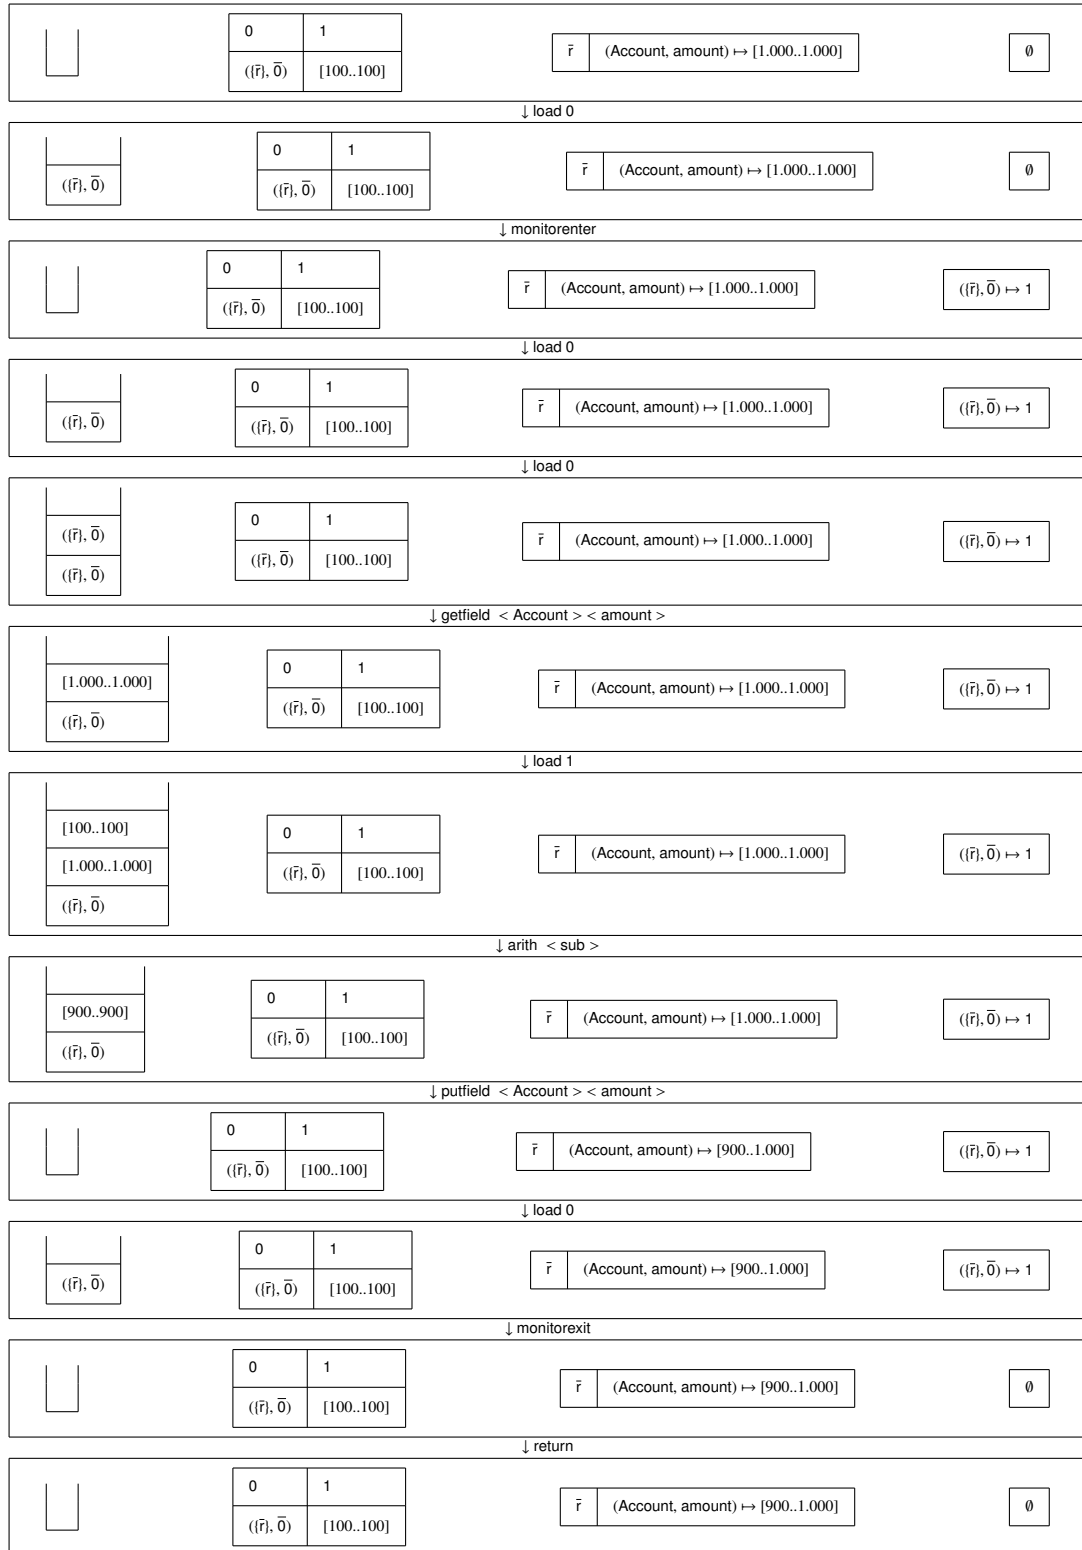 0 1
({r̄}, 0̄) [100..100] r̄ (Account, amount) ↦ [1.000..1.000] ∅
↓ load 0
0 1
({r̄}, 0̄) ({r̄}, 0̄) [100..100] r̄ (Account, amount) ↦ [1.000..1.000] ∅
↓ monitorenter
0 1
({r̄}, 0̄) [100..100] r̄ (Account, amount) ↦ [1.000..1.000] ({r̄}, 0̄) ↦ 1
↓ load 0
0 1
({r̄}, 0̄) ({r̄}, 0̄) [100..100] r̄ (Account, amount) ↦ [1.000..1.000] ({r̄}, 0̄) ↦ 1
↓ load 0
({r̄}, 0̄) 0 1
({r̄}, 0̄) ({r̄}, 0̄) [100..100] r̄ (Account, amount) ↦ [1.000..1.000] ({r̄}, 0̄) ↦ 1
↓ getfield < Account > < amount >
[1.000..1.000] 0 1
({r̄}, 0̄) ({r̄}, 0̄) [100..100] r̄ (Account, amount) ↦ [1.000..1.000] ({r̄}, 0̄) ↦ 1
↓ load 1
[100..100] 0 1
[1.000..1.000] ({r̄}, 0̄) [100..100] r̄ (Account, amount) ↦ [1.000..1.000] ({r̄}, 0̄) ↦ 1
({r̄}, 0̄)
↓ arith < sub >
[900..900] 0 1
({r̄}, 0̄) ({r̄}, 0̄) [100..100] r̄ (Account, amount) ↦ [1.000..1.000] ({r̄}, 0̄) ↦ 1
↓ putfield < Account > < amount >
0 1
({r̄}, 0̄) [100..100] r̄ (Account, amount) ↦ [900..1.000] ({r̄}, 0̄) ↦ 1
↓ load 0
0 1
({r̄}, 0̄) ({r̄}, 0̄) [100..100] r̄ (Account, amount) ↦ [900..1.000] ({r̄}, 0̄) ↦ 1
↓ monitorexit
0 1
({r̄}, 0̄) [100..100] r̄ (Account, amount) ↦ [900..1.000] ∅
↓ return
0 1
({r̄}, 0̄) [100..100] r̄ (Account, amount) ↦ [900..1.000] ∅